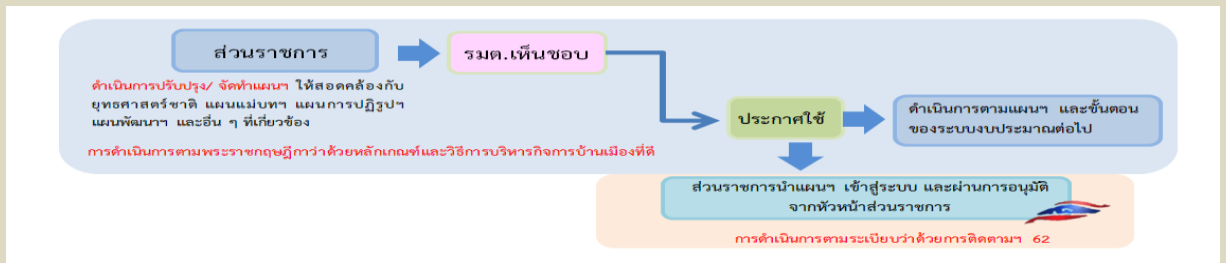 ส่วนราชการ
รมต.เห็นชอบ
ดำเนินการปรับปรุง/ จัดทำแผนฯ ให้สอดคล้องกับ
ยุทธศาสตร์ชาติ แผนแม่บทฯ แผนการปฏิรูปฯ
แผนพัฒนาฯ และอื่น ๆ ที่เกี่ยวข้อง
ประกาศใช้
ดำเนินการตามแผนฯ และขั้นตอน
ของระบบงบประมาณต่อไป
การดำเนินการตามพระราชกฤษฎีกาว่าด้วยหลักเกณฑ์และวิธีการบริหารกิจการบ้านเมืองที่ดี
ส่วนราชการนำแผนฯ เข้าสู่ระบบ และผ่านการอนุมัติ
จากหัวหน้าส่วนราชการ
การดำเนินการตามระเบียบว่าด้วยการติดตามฯ 62